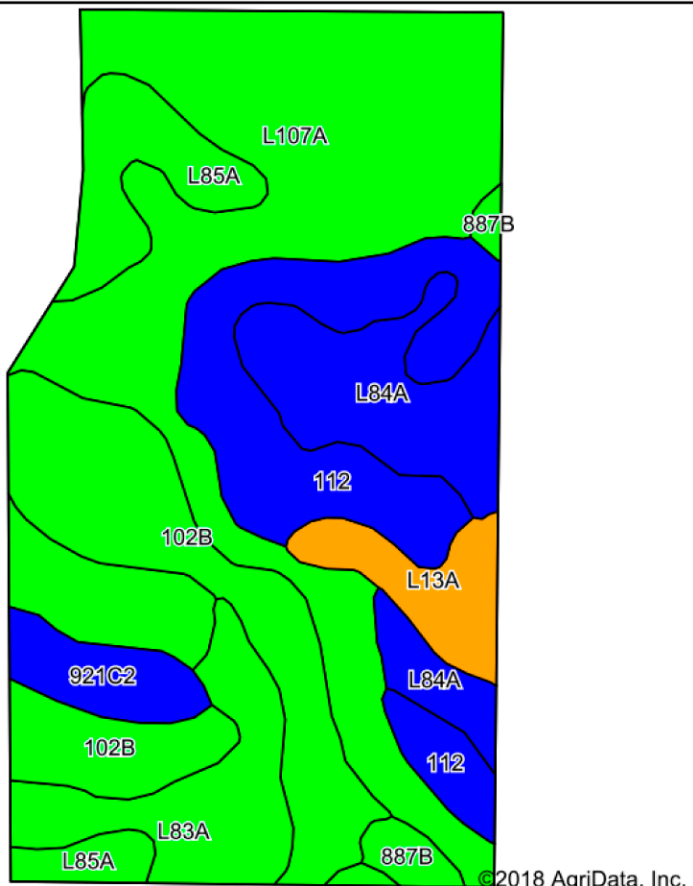 L107A
L85A
887B
L84A
112
102B
L13A
921C2
L84A
102B
112
L83A
L85A
887B
©2018 AgriData, Inc.